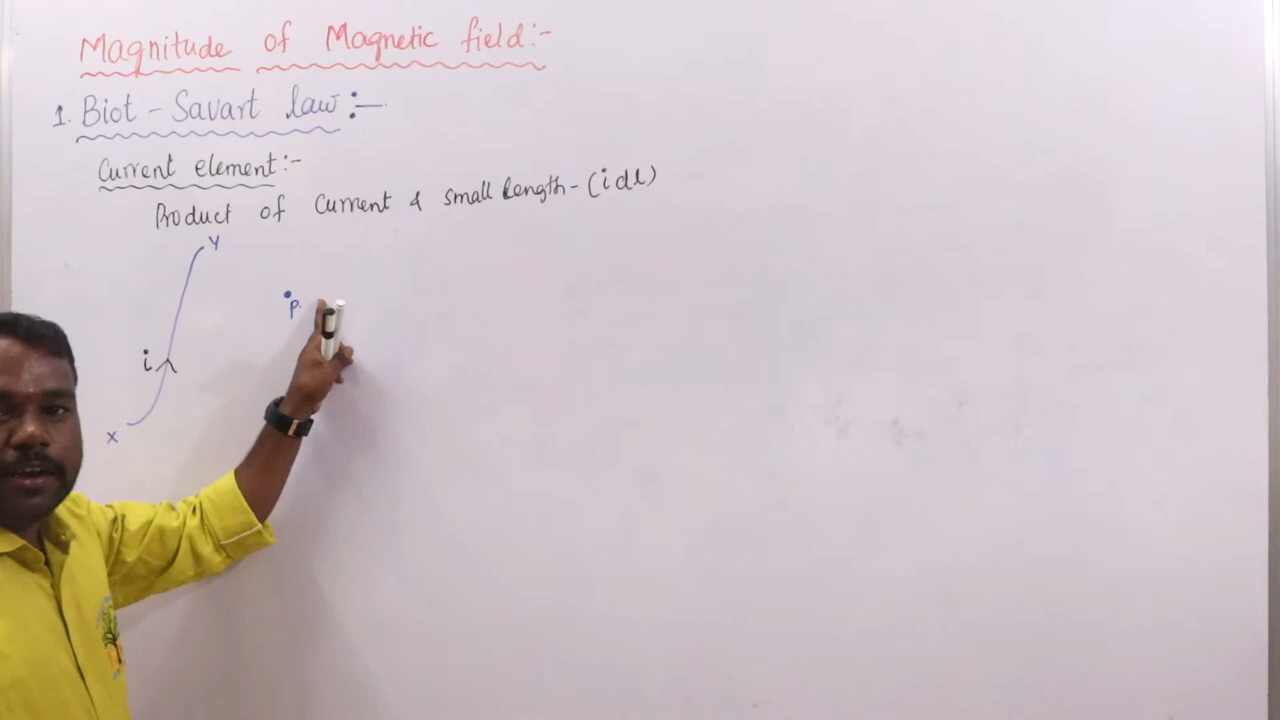 Magnitude of Magnetic field:-
1. Biot - Savart law:-
Current element:-
Product of Current & small length - (i dl)
Y
P.
i
X